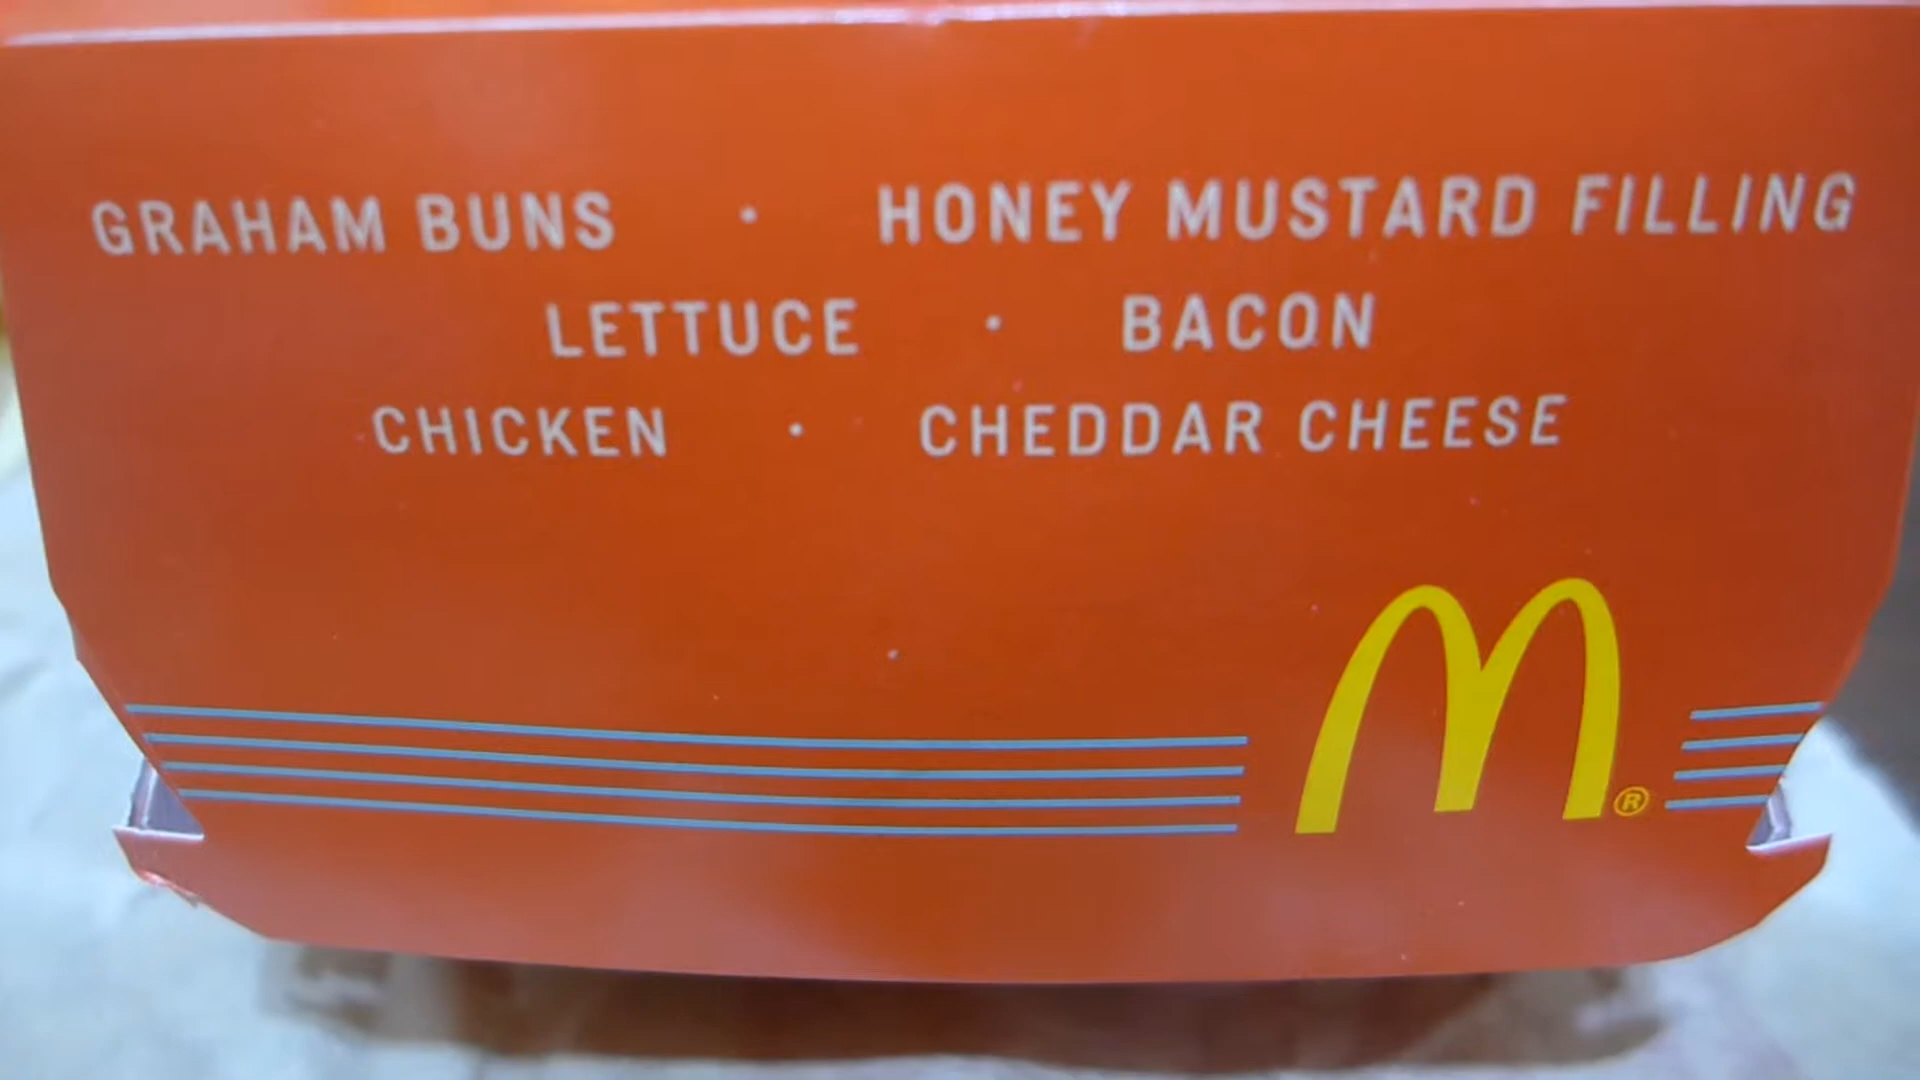 GRAHAM BUNS · HONEY MUSTARD FILLING
LETTUCE · BACON
CHICKEN · CHEDDAR CHEESE
M®